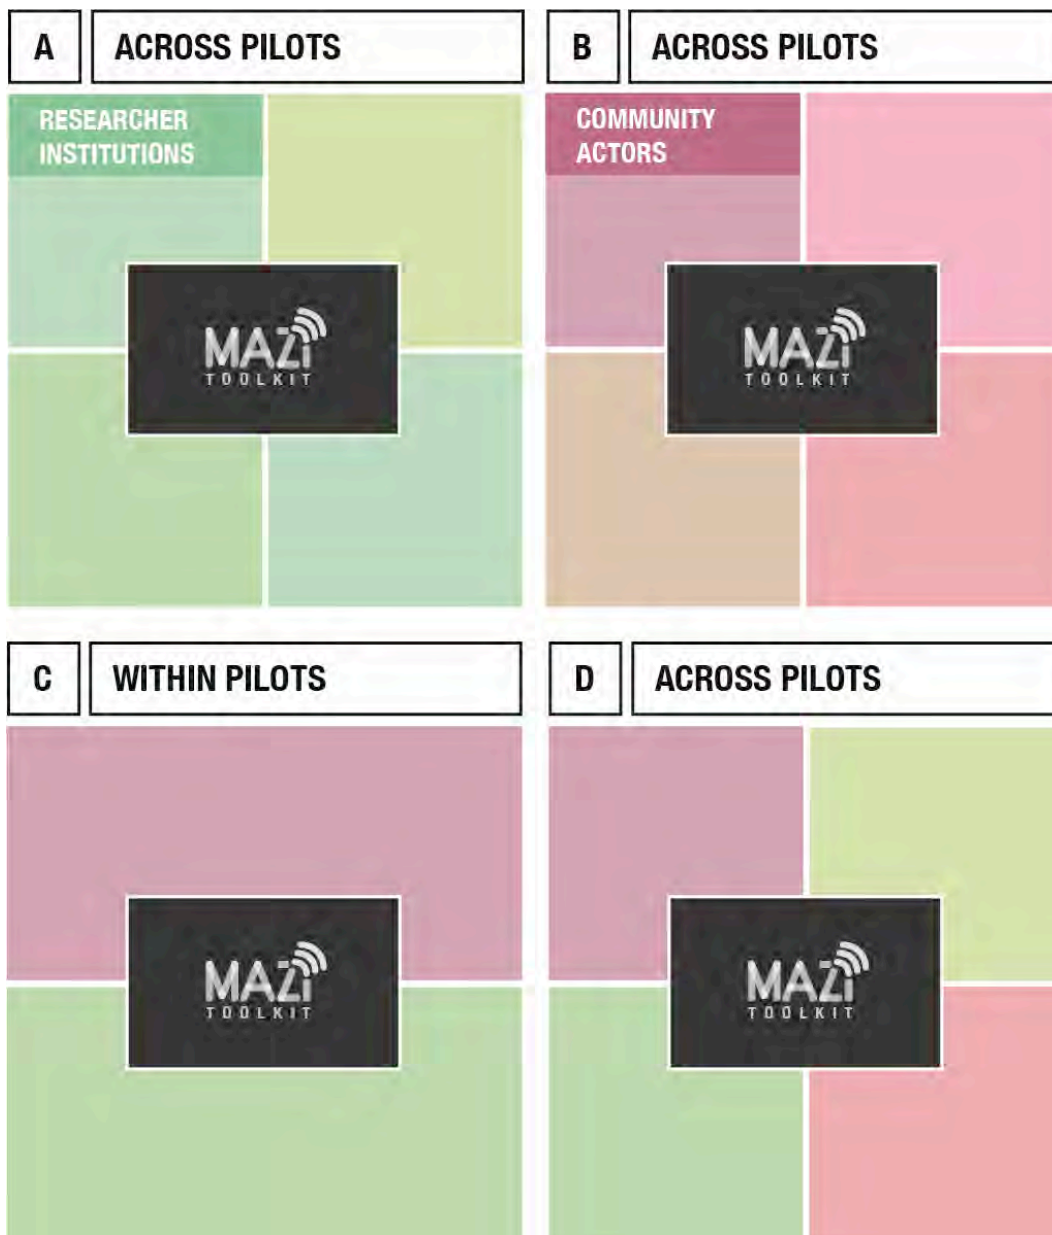 A ACROSS PILOTS
B ACROSS PILOTS
RESEARCHER
INSTITUTIONS
COMMUNITY
ACTORS
MAZi
TOOLKIT
MAZi
TOOLKIT
C WITHIN PILOTS
D ACROSS PILOTS
MAZi
TOOLKIT
MAZi
TOOLKIT